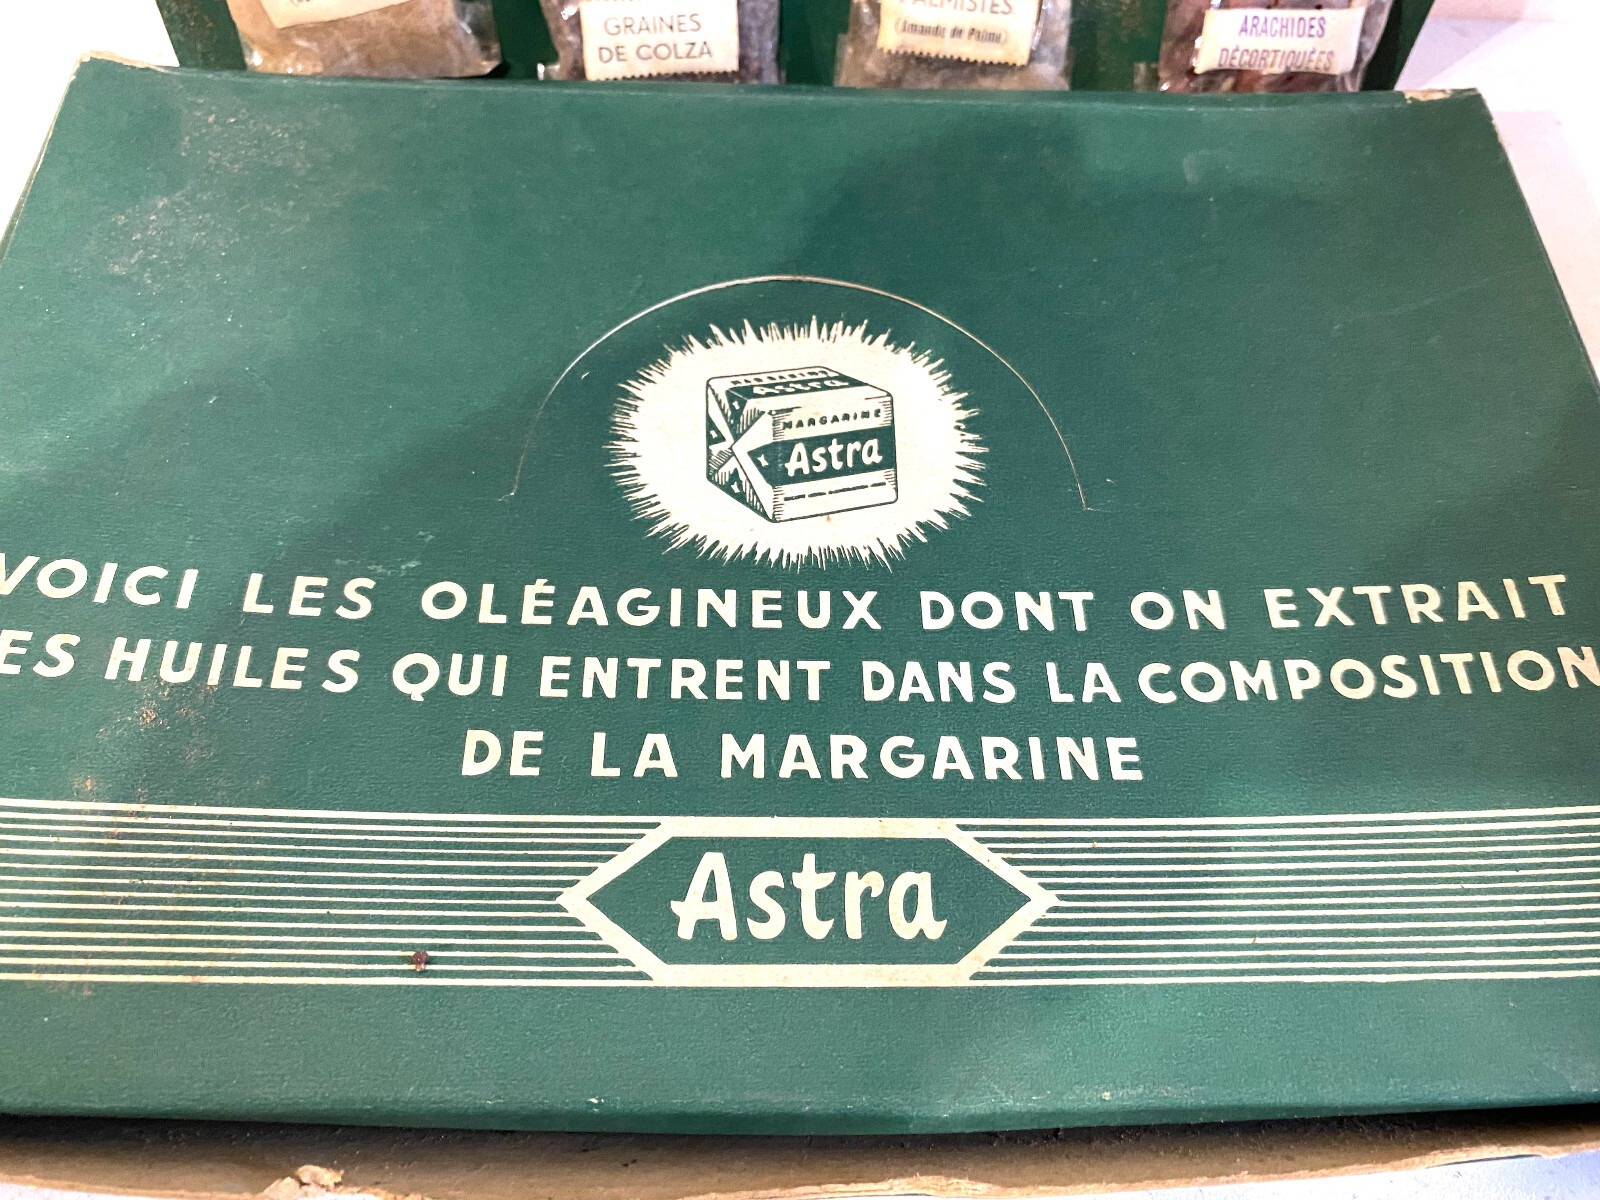 GRAINES
DE COLZA
PALMISTES
(Amande de Palme)
ARACHIDES
DÉCORTIQUÉES
MARGARINE
Astra
MARGARINE
Astra
VOICI LES OLÉAGINEUX DONT ON EXTRAIT
ES HUILES QUI ENTRENT DANS LA COMPOSITION
DE LA MARGARINE
Astra